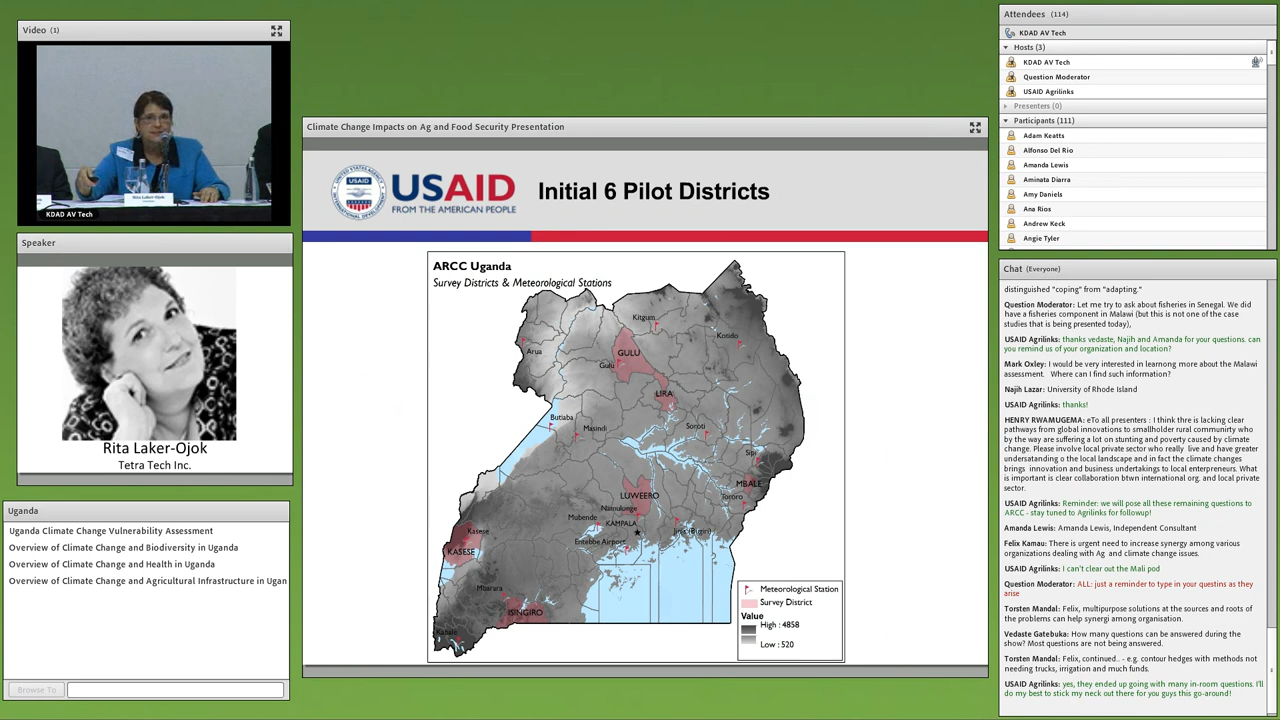 Video (1)
KDAD AV Tech
Rita Laker-Ojok
Speaker
Rita Laker-Ojok
Tetra Tech Inc.
Uganda
Uganda Climate Change Vulnerability Assessment
Overview of Climate Change and Biodiversity in Uganda
Overview of Climate Change and Health in Uganda
Overview of Climate Change and Agricultural Infrastructure in Ugan
Browse To
Climate Change Impacts on Ag and Food Security Presentation
USAID
FROM THE AMERICAN PEOPLE
Initial 6 Pilot Districts
ARCC Uganda
Survey Districts & Meteorological Stations
Kitgum
Kotido
Arua
GULU
Gulu
LIRA
Butiaba
Masindi
Soroti
Sipi
MBALE
Tororo
LUWEERO
Namulonge
Mubende
KAMPALA
Jinja (Bugiri)
Entebbe Airport
Kasese
KASESE
Mbarara
ISINGIRO
Kabale
Meteorological Station
Survey District
Value
High : 4858
Low : 520
Attendees (114)
KDAD AV Tech
Hosts (3)
KDAD AV Tech
Question Moderator
USAID Agrilinks
Presenters (0)
Participants (111)
Adam Keatts
Alfonso Del Rio
Amanda Lewis
Aminata Diarra
Amy Daniels
Ana Rios
Andrew Keck
Angie Tyler
Chat (Everyone)
distinguished "coping" from "adapting."
Question Moderator: Let me try to ask about fisheries in Senegal. We did
have a fisheries component in Malawi (but this is not one of the case
studies that is being presented today),
USAID Agrilinks: thanks vedaste, Najih and Amanda for your questions. can
you remind us of your organization and location?
Mark Oxley: I would be very interested in learnong more about the Malawi
assessment. Where can I find such information?
Najih Lazar: University of Rhode Island
USAID Agrilinks: thanks!
HENRY RWAMUGEMA: eTo all presenters : I think thre is lacking clear
pathways from global innovations to smallholder rural community who
by the way are suffering a lot on stunting and poverty caused by climate
change. Please involve local private sector who really live and have greater
undersatanding o the local landscape and in fact the climate changes
brings innovation and business undertakings to local enterpreneurs. What
is important is clear collaboration btwn international org. and local private
sector.
USAID Agrilinks: Reminder: we will pose all these remaining questions to
ARCC - stay tuned to Agrilinks for followup!
Amanda Lewis: Amanda Lewis, Independent Consultant
Felix Kamau: There is urgent need to increase synergy among various
organizations dealing with Ag and climate change issues.
USAID Agrilinks: I can't clear out the Mali pod
Question Moderator: ALL: just a reminder to type in your questins as they
arise
Torsten Mandal: Felix, multipurpose solutions at the sources and roots of
the problems can help synergi among organisation.
Vedaste Gatebuka: How many questions can be answered during the
show? Most questions are not being answered.
Torsten Mandal: Felix, continued.. - e.g. contour hedges with methods not
needing trucks, irrigation and much funds.
USAID Agrilinks: yes, they ended up going with many in-room questions. I'll
do my best to stick my neck out there for you guys this go-around!